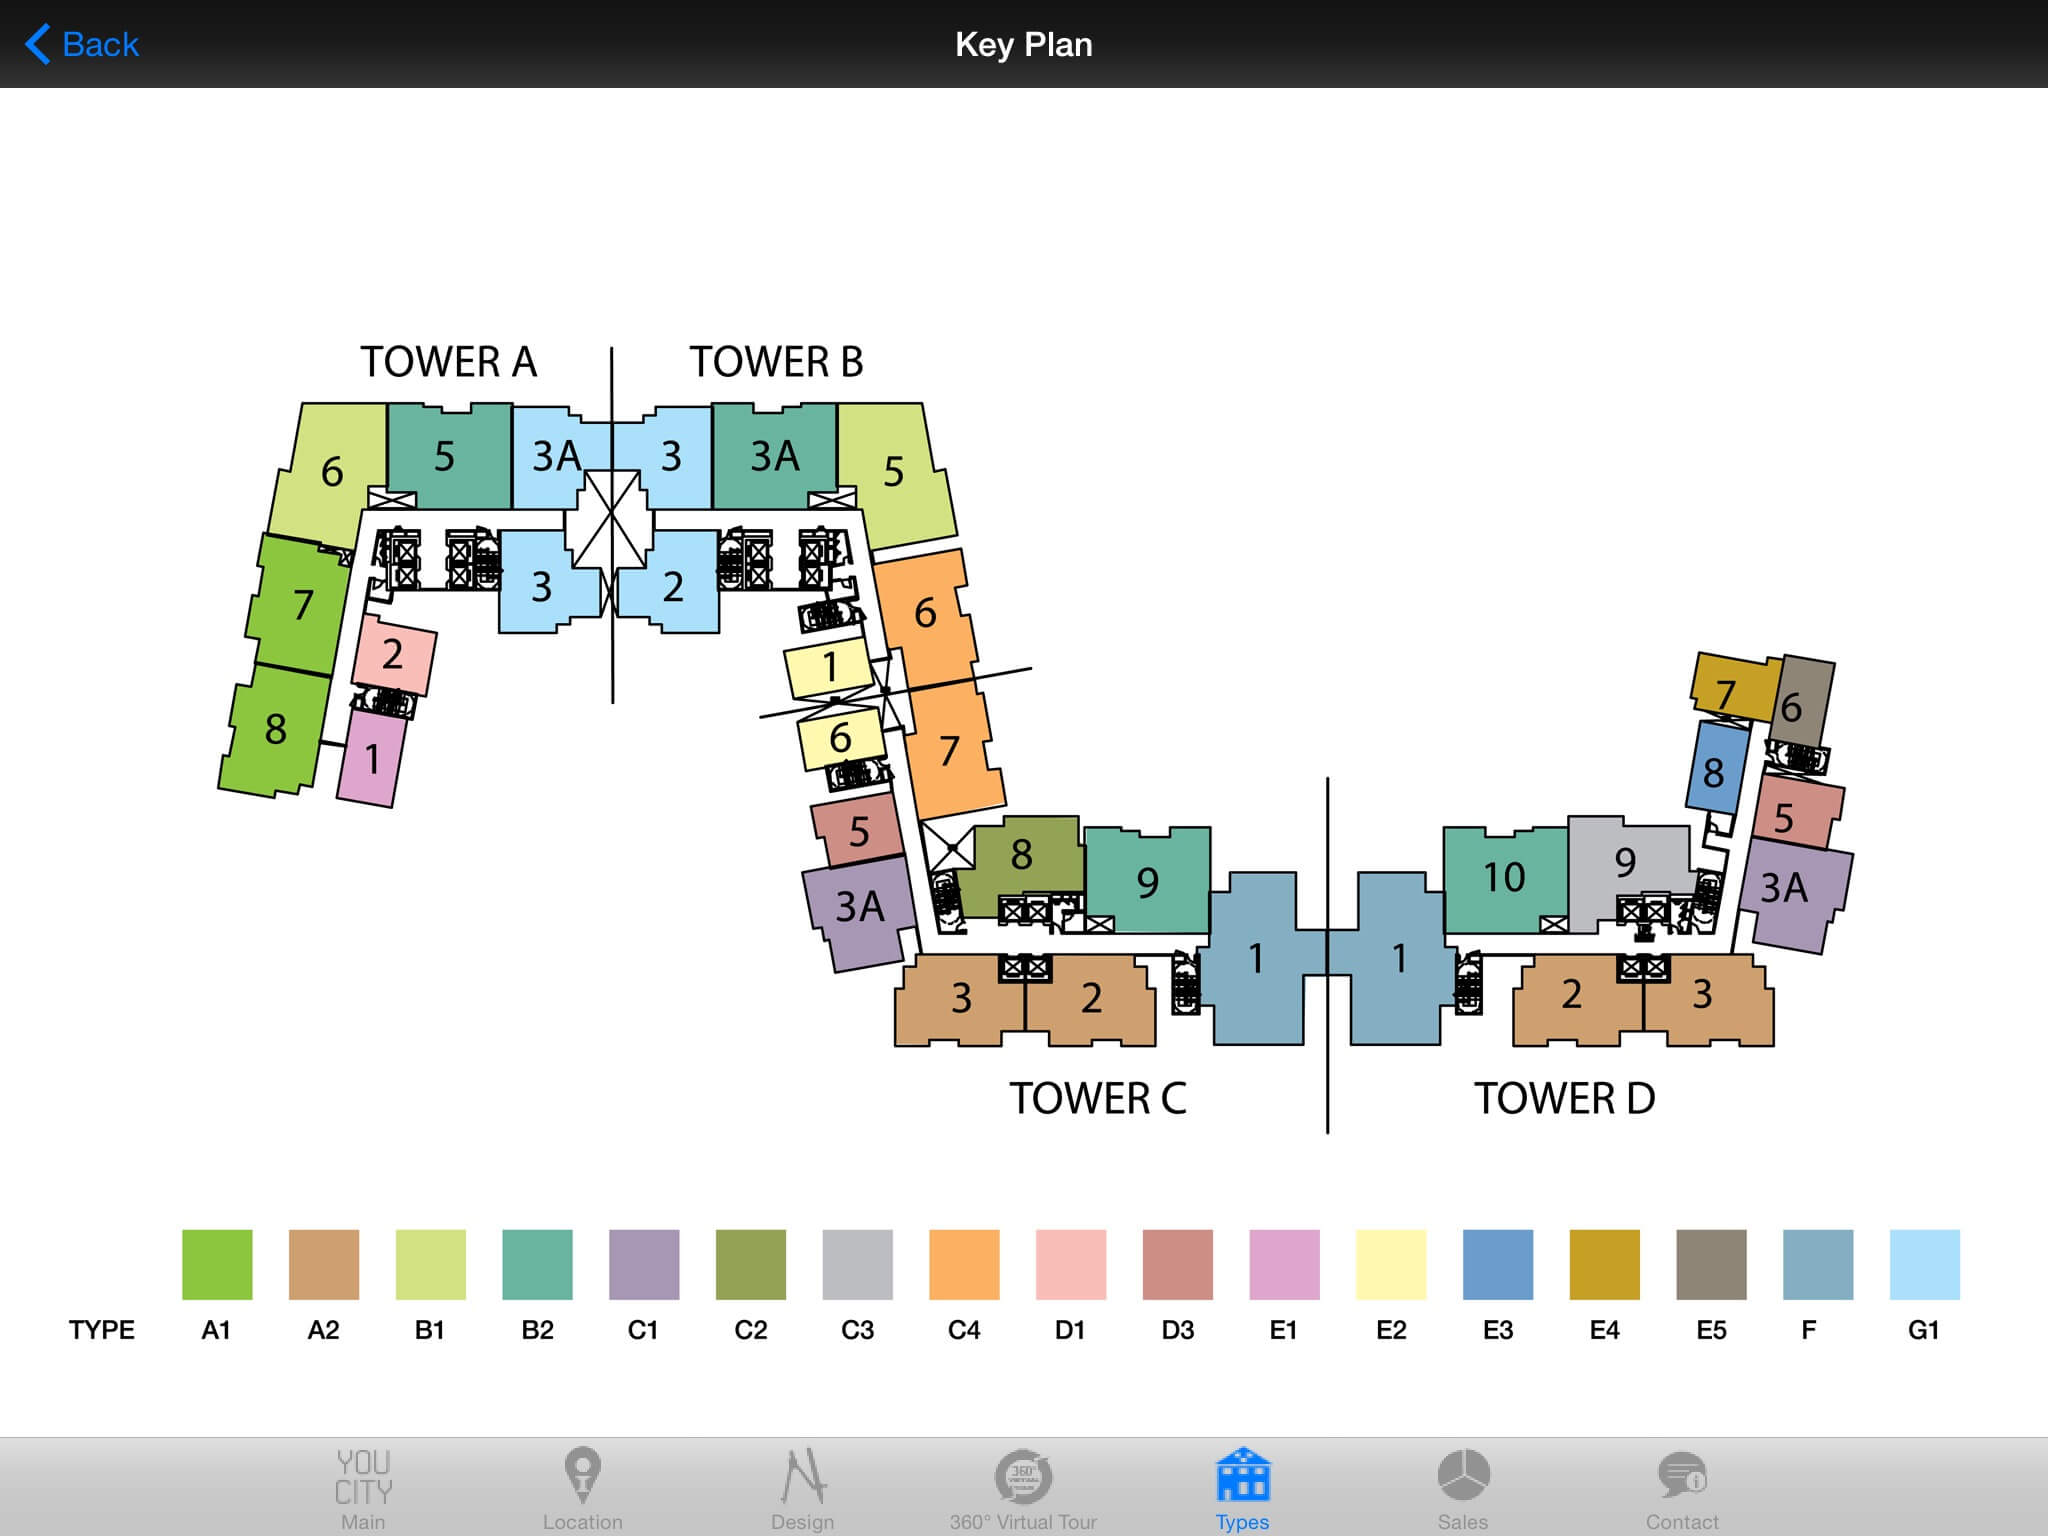 Back
Key Plan
TOWER A
TOWER B
6
5
3A
3
3A
5
7
3
2
6
2
1
8
1
6
7
7
6
8
5
5
3A
8
9
10
9
3A
1
1
3
2
2
3
TOWER C
TOWER D
TYPE A1 A2 B1 B2 C1 C2 C3 C4 D1 D3 E1 E2 E3 E4 E5 F G1
YOU
CITY
360°
Main Location Design 360° Virtual Tour Types Sales Contact